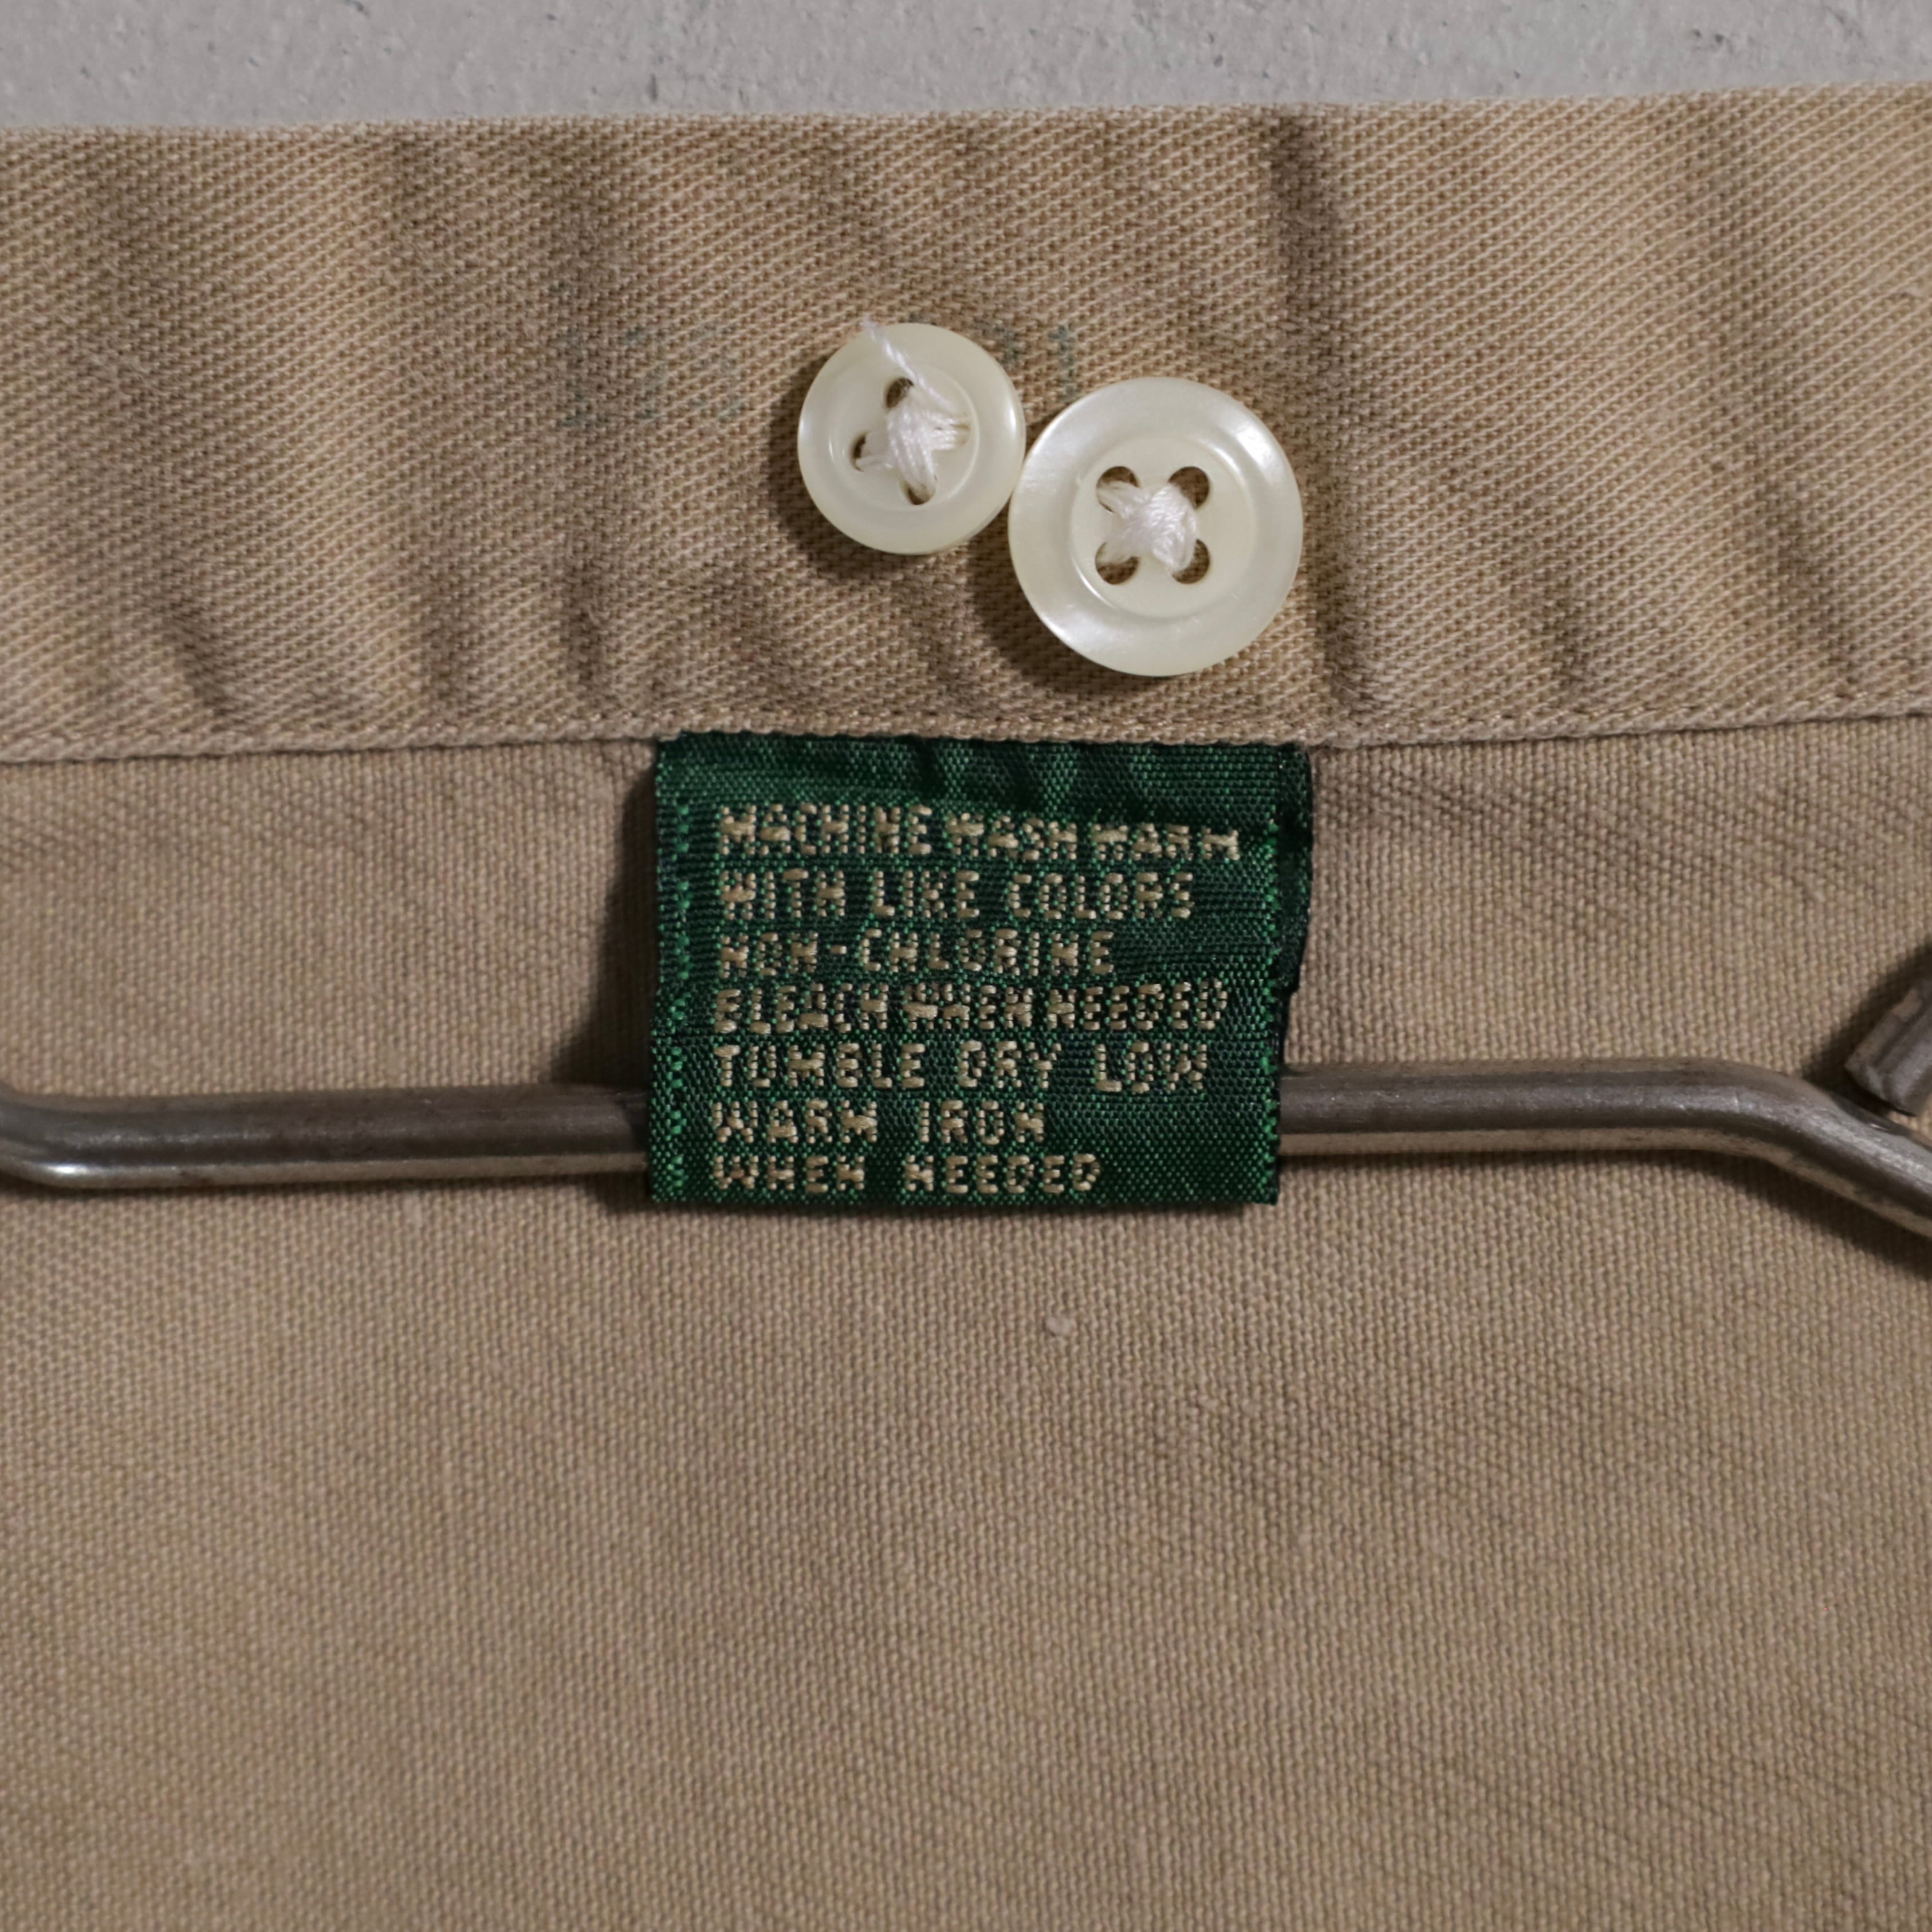 MACHINE WASH WARM
WITH LIKE COLORS
NON-CHLORINE
BLEACH WHEN NEEDED
TUMBLE DRY LOW
WARM IRON
WHEN NEEDED